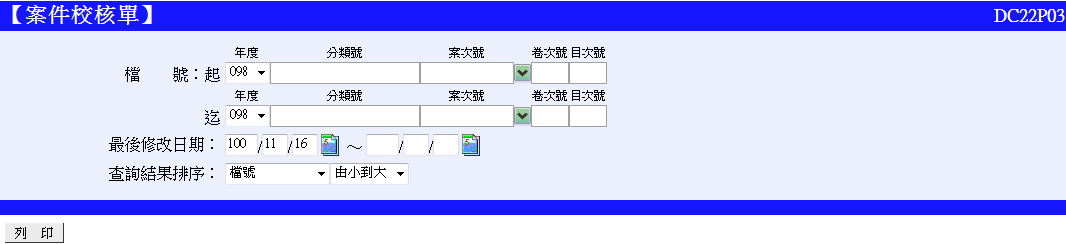 【案件校核單】 DC22P03
年度 分類號 案次號 卷次號 目次號
檔 號：起 098
年度 分類號 案次號 卷次號 目次號
迄 098
最後修改日期： 100 / 11 / 16 ～ / /
查詢結果排序： 檔號 由小到大
列 印